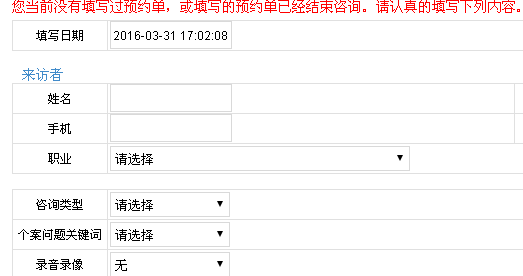 您当前没有填写过预约单，或填写的预约单已经结束咨询。请认真的填写下列内容。
填写日期 2016-03-31 17:02:08
来访者
姓名
手机
职业 请选择
咨询类型 请选择
个案问题关键词 请选择
录音录像 无